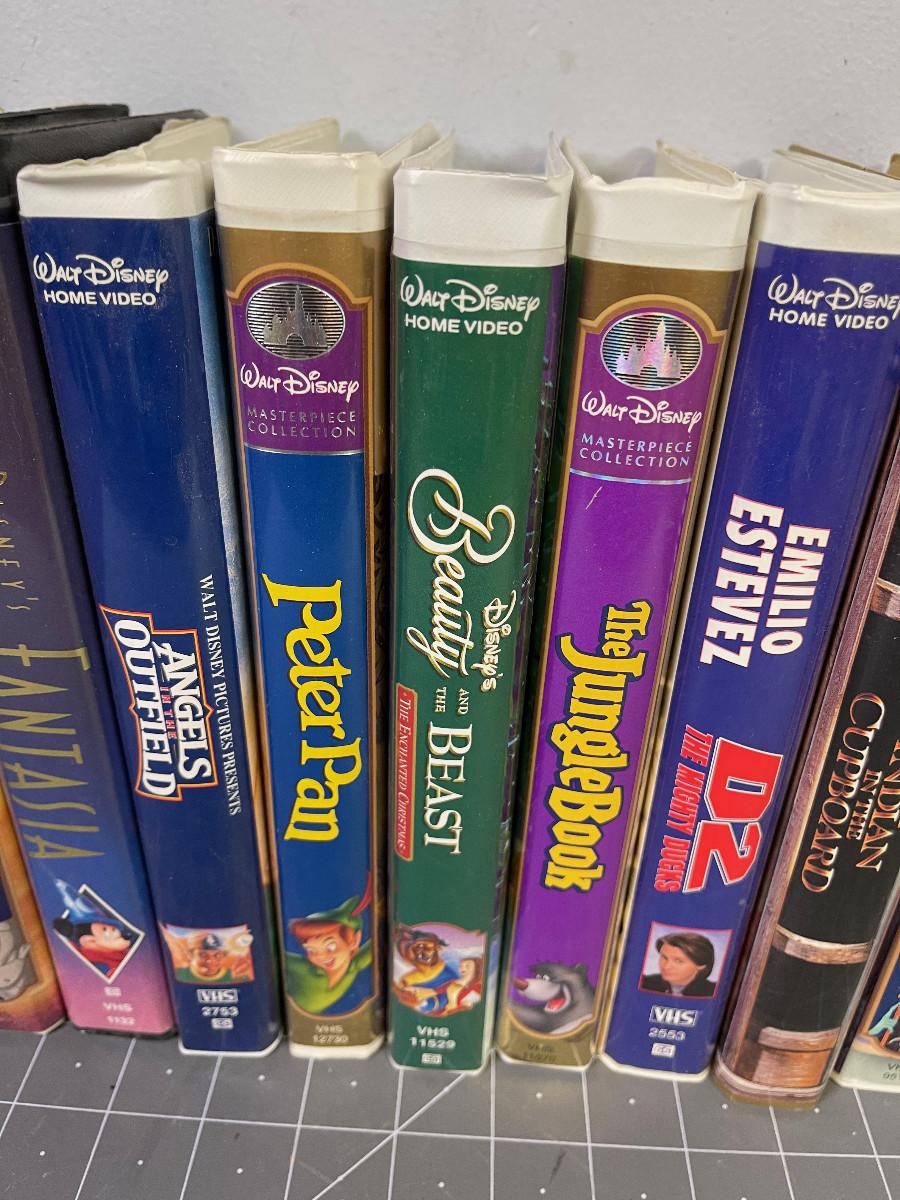 DISNEY'S
FANTASIA
VHS
1132
WALT DISNEY
HOME VIDEO
WALT DISNEY PICTURES PRESENTS
ANGELS
IN THE
OUTFIELD
VHS
2753
WALT DISNEY
MASTERPIECE
COLLECTION
Peter Pan
VHS
12730
WALT DISNEY
HOME VIDEO
DISNEY'S
Beauty
AND
THE BEAST
THE ENCHANTED CHRISTMAS
VHS
11529
WALT DISNEY
MASTERPIECE
COLLECTION
The Jungle Book
VHS
WALT DISNEY
HOME VIDEO
EMILIO
ESTEVEZ
D2
THE MIGHTY DUCKS
VHS
2553
INDIAN
IN THE
CUPBOARD